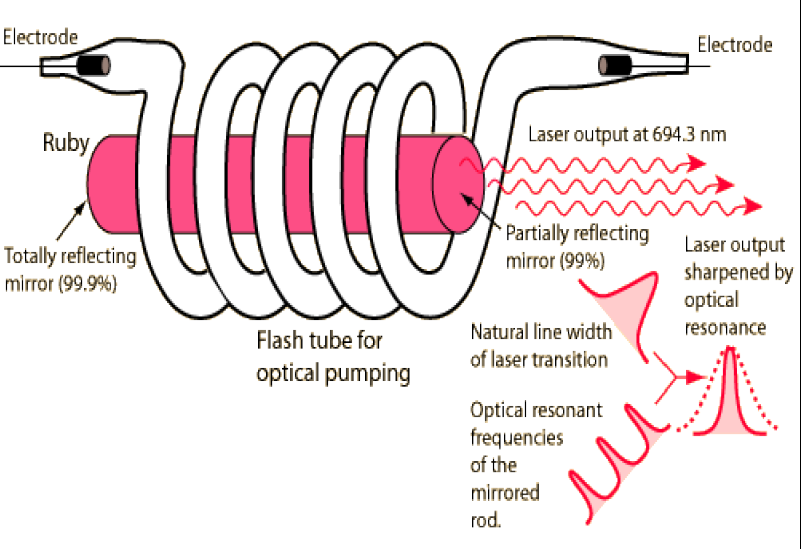 Electrode
Electrode
Ruby
Laser output at 694.3 nm
Totally reflecting
mirror (99.9%)
Partially reflecting
mirror (99%)
Laser output
sharpened by
optical
resonance
Flash tube for
optical pumping
Natural line width
of laser transition
Optical resonant
frequencies
of the
mirrored
rod.